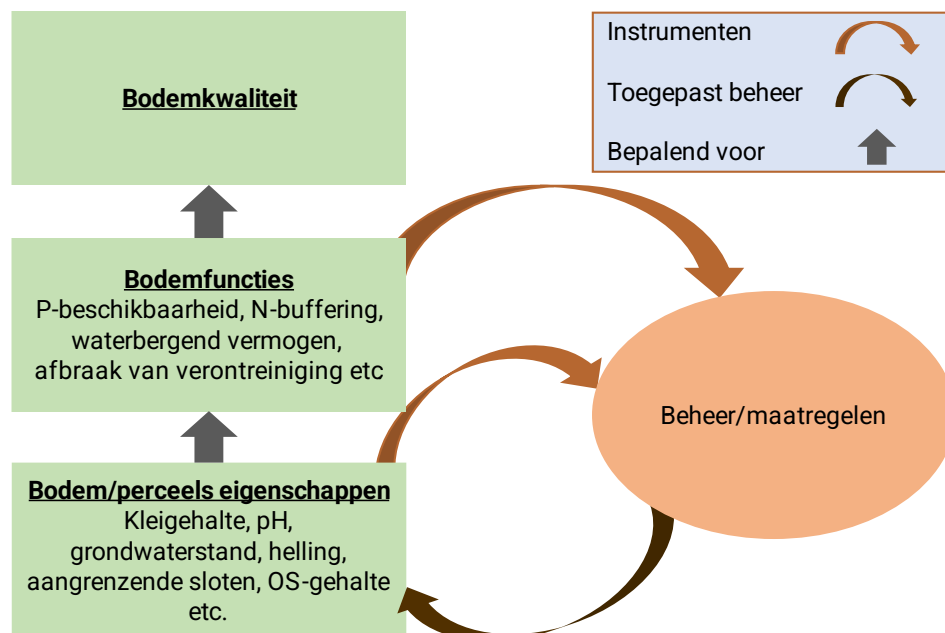 Bodemkwaliteit
Instrumenten
Toegepast beheer
Bepalend voor
Bodemfuncties
P-beschikbaarheid, N-buffering,
waterbergend vermogen,
afbraak van verontreiniging etc
Beheer/maatregelen
Bodem/perceels eigenschappen
Kleigehalte, pH,
grondwaterstand, helling,
aangrenzende sloten, OS-gehalte
etc.